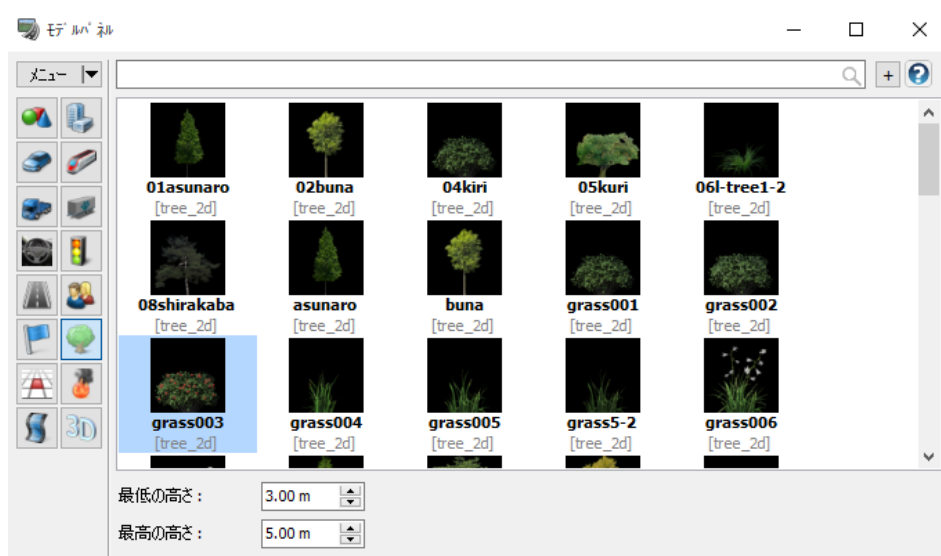 モデルパネル
メニュー
+ ?
01asunaro 02buna 04kiri 05kuri 06l-tree1-2
[tree_2d] [tree_2d] [tree_2d] [tree_2d] [tree_2d]
08shirakaba asunaro buna grass001 grass002
[tree_2d] [tree_2d] [tree_2d] [tree_2d] [tree_2d]
grass003 grass004 grass005 grass5-2 grass006
[tree_2d] [tree_2d] [tree_2d] [tree_2d] [tree_2d]
3D
最低の高さ: 3.00 m
最高の高さ: 5.00 m